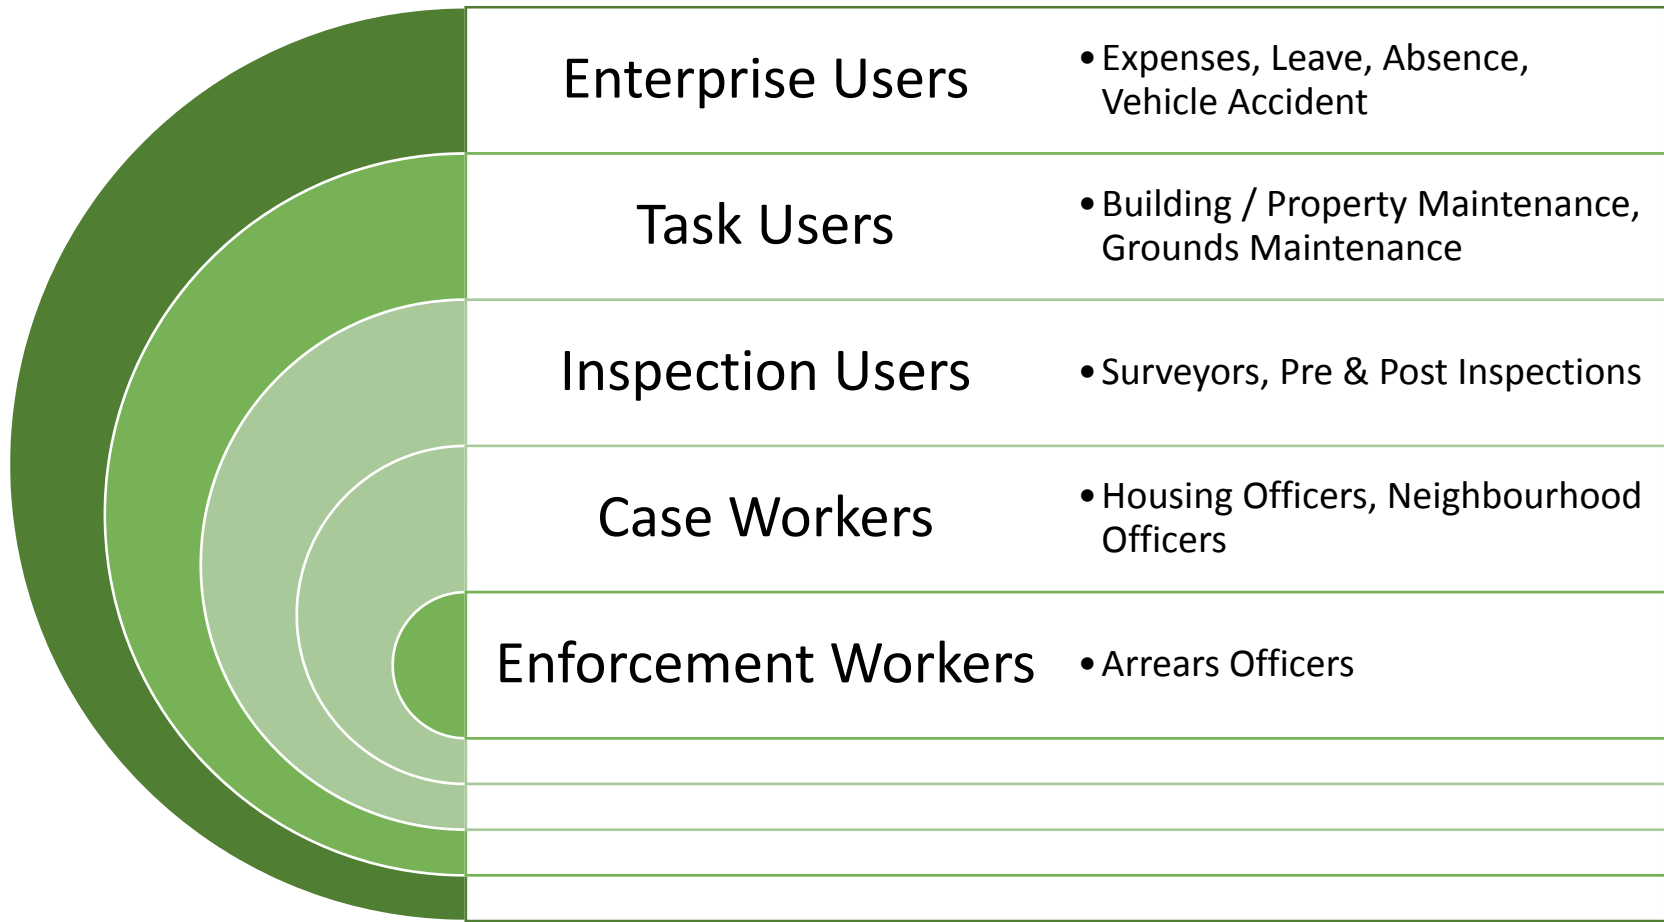 Enterprise Users
•Expenses, Leave, Absence,
Vehicle Accident
Task Users
•Building / Property Maintenance,
Grounds Maintenance
Inspection Users
•Surveyors, Pre & Post Inspections
Case Workers
•Housing Officers, Neighbourhood
Officers
Enforcement Workers
•Arrears Officers